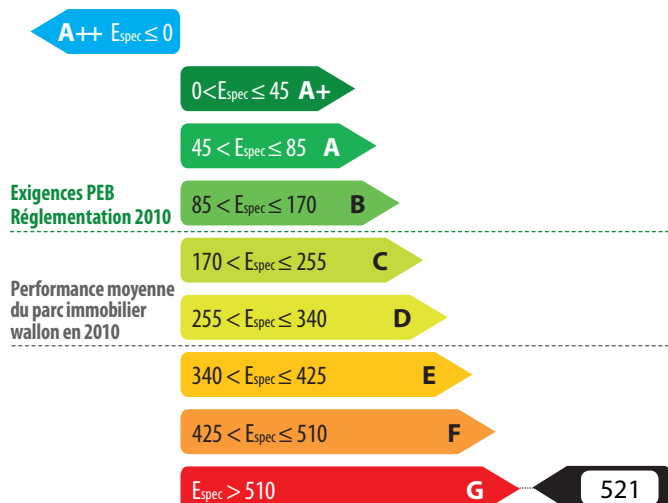 A++ Espec ≤ 0
0<Espec ≤ 45 A+
45 < Espec ≤ 85 A
Exigences PEB
Réglementation 2010
85 < Espec ≤ 170 B
170 < Espec ≤ 255 C
Performance moyenne
du parc immobilier
wallon en 2010
255 < Espec ≤ 340 D
340 < Espec ≤ 425 E
425 < Espec ≤ 510 F
Espec > 510 G 521